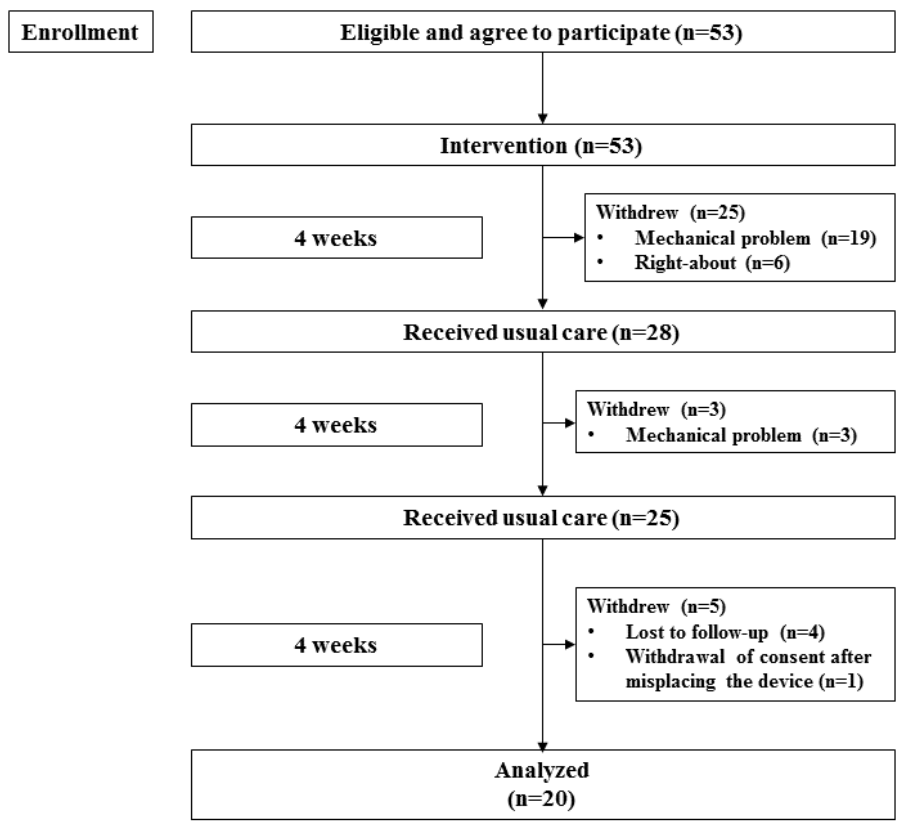 Enrollment
Eligible and agree to participate (n=53)
Intervention (n=53)
4 weeks
Withdrew (n=25)
• Mechanical problem (n=19)
• Right-about (n=6)
Received usual care (n=28)
4 weeks
Withdrew (n=3)
• Mechanical problem (n=3)
Received usual care (n=25)
4 weeks
Withdrew (n=5)
• Lost to follow-up (n=4)
• Withdrawal of consent after
misplacing the device (n=1)
Analyzed
(n=20)